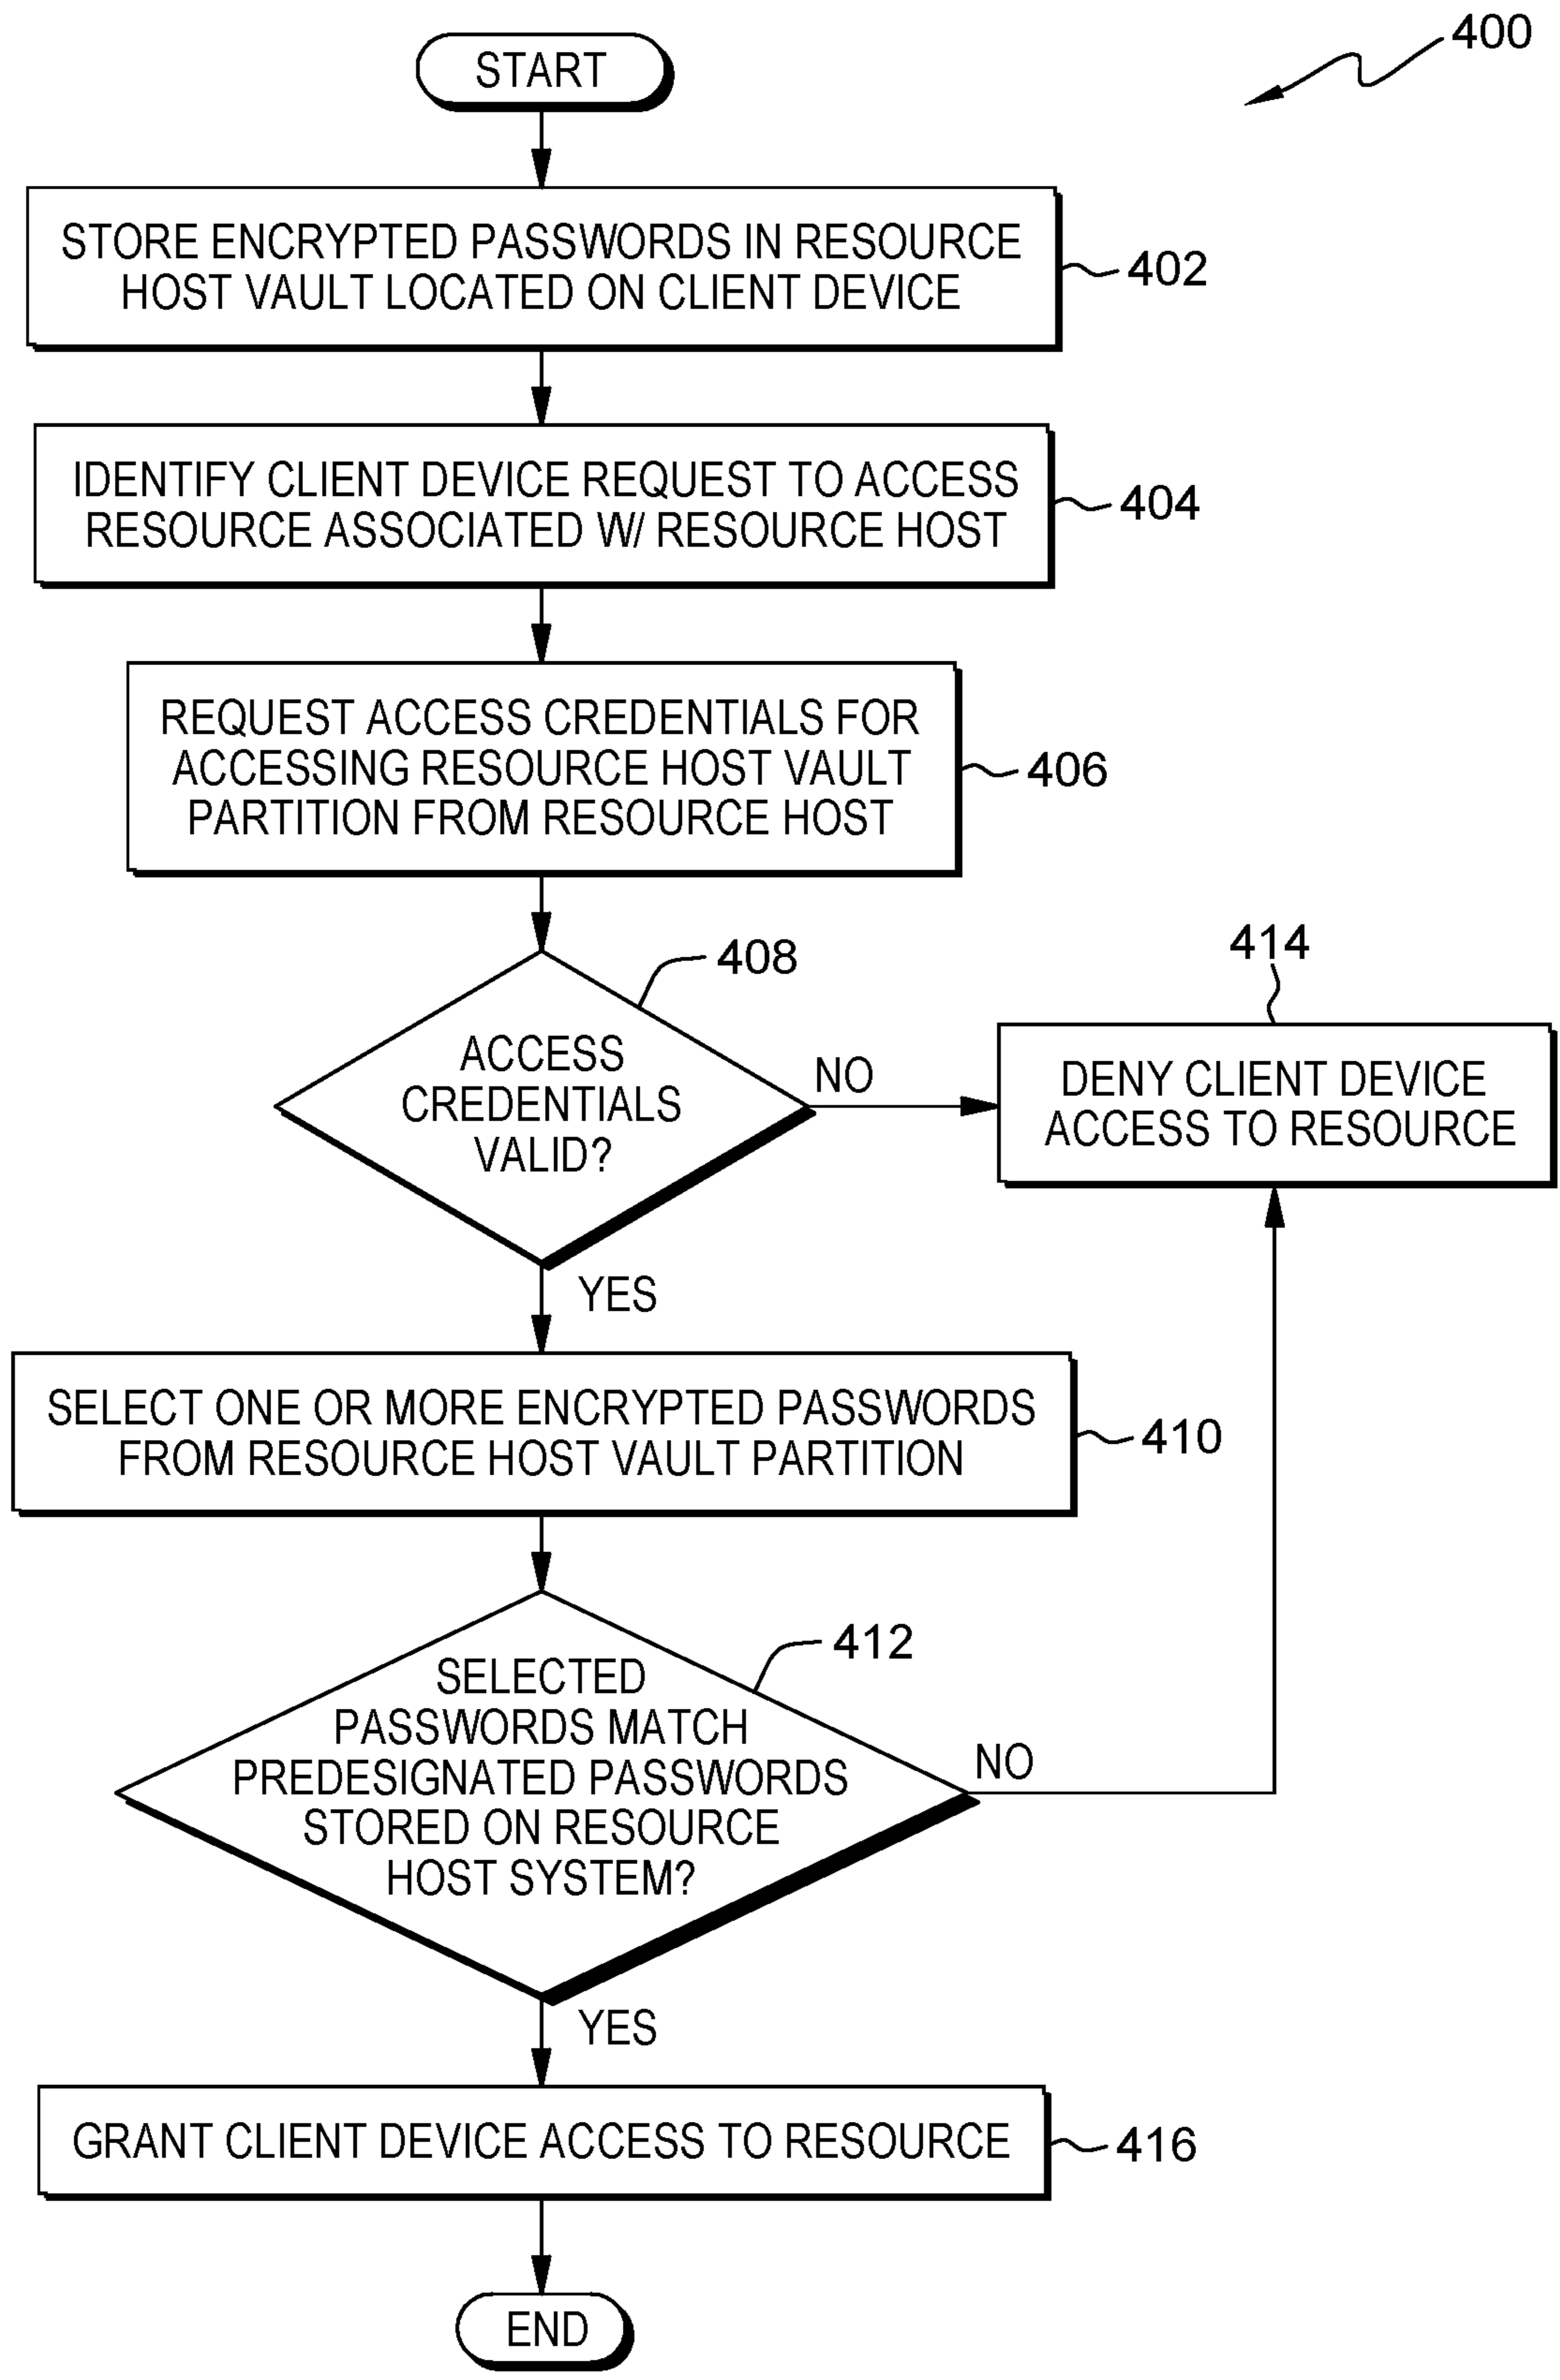 400
START
STORE ENCRYPTED PASSWORDS IN RESOURCE
HOST VAULT LOCATED ON CLIENT DEVICE
402
IDENTIFY CLIENT DEVICE REQUEST TO ACCESS
RESOURCE ASSOCIATED W/ RESOURCE HOST
404
REQUEST ACCESS CREDENTIALS FOR
ACCESSING RESOURCE HOST VAULT
PARTITION FROM RESOURCE HOST
406
408
ACCESS
CREDENTIALS
VALID?
NO
414
DENY CLIENT DEVICE
ACCESS TO RESOURCE
YES
SELECT ONE OR MORE ENCRYPTED PASSWORDS
FROM RESOURCE HOST VAULT PARTITION
410
412
SELECTED
PASSWORDS MATCH
PREDESIGNATED PASSWORDS
STORED ON RESOURCE
HOST SYSTEM?
NO
YES
GRANT CLIENT DEVICE ACCESS TO RESOURCE
416
END